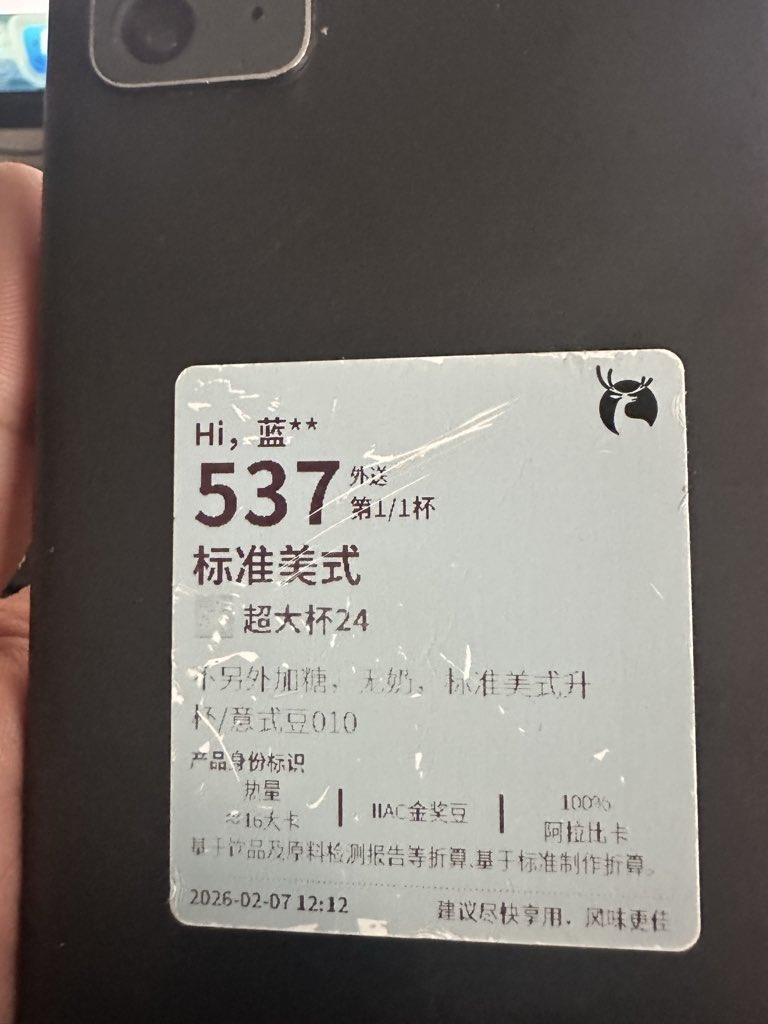 Hi，蓝**
537 外送
第1/1杯
标准美式
超大杯24
不另外加糖，无奶，标准美式升
杯/意式豆010
产品身份标识
热量
≈16大卡
IIAC金奖豆
100%
阿拉比卡
基于饮品及原料检测报告等折算,基于标准制作折算。
2026-02-07 12:12
建议尽快享用，风味更佳